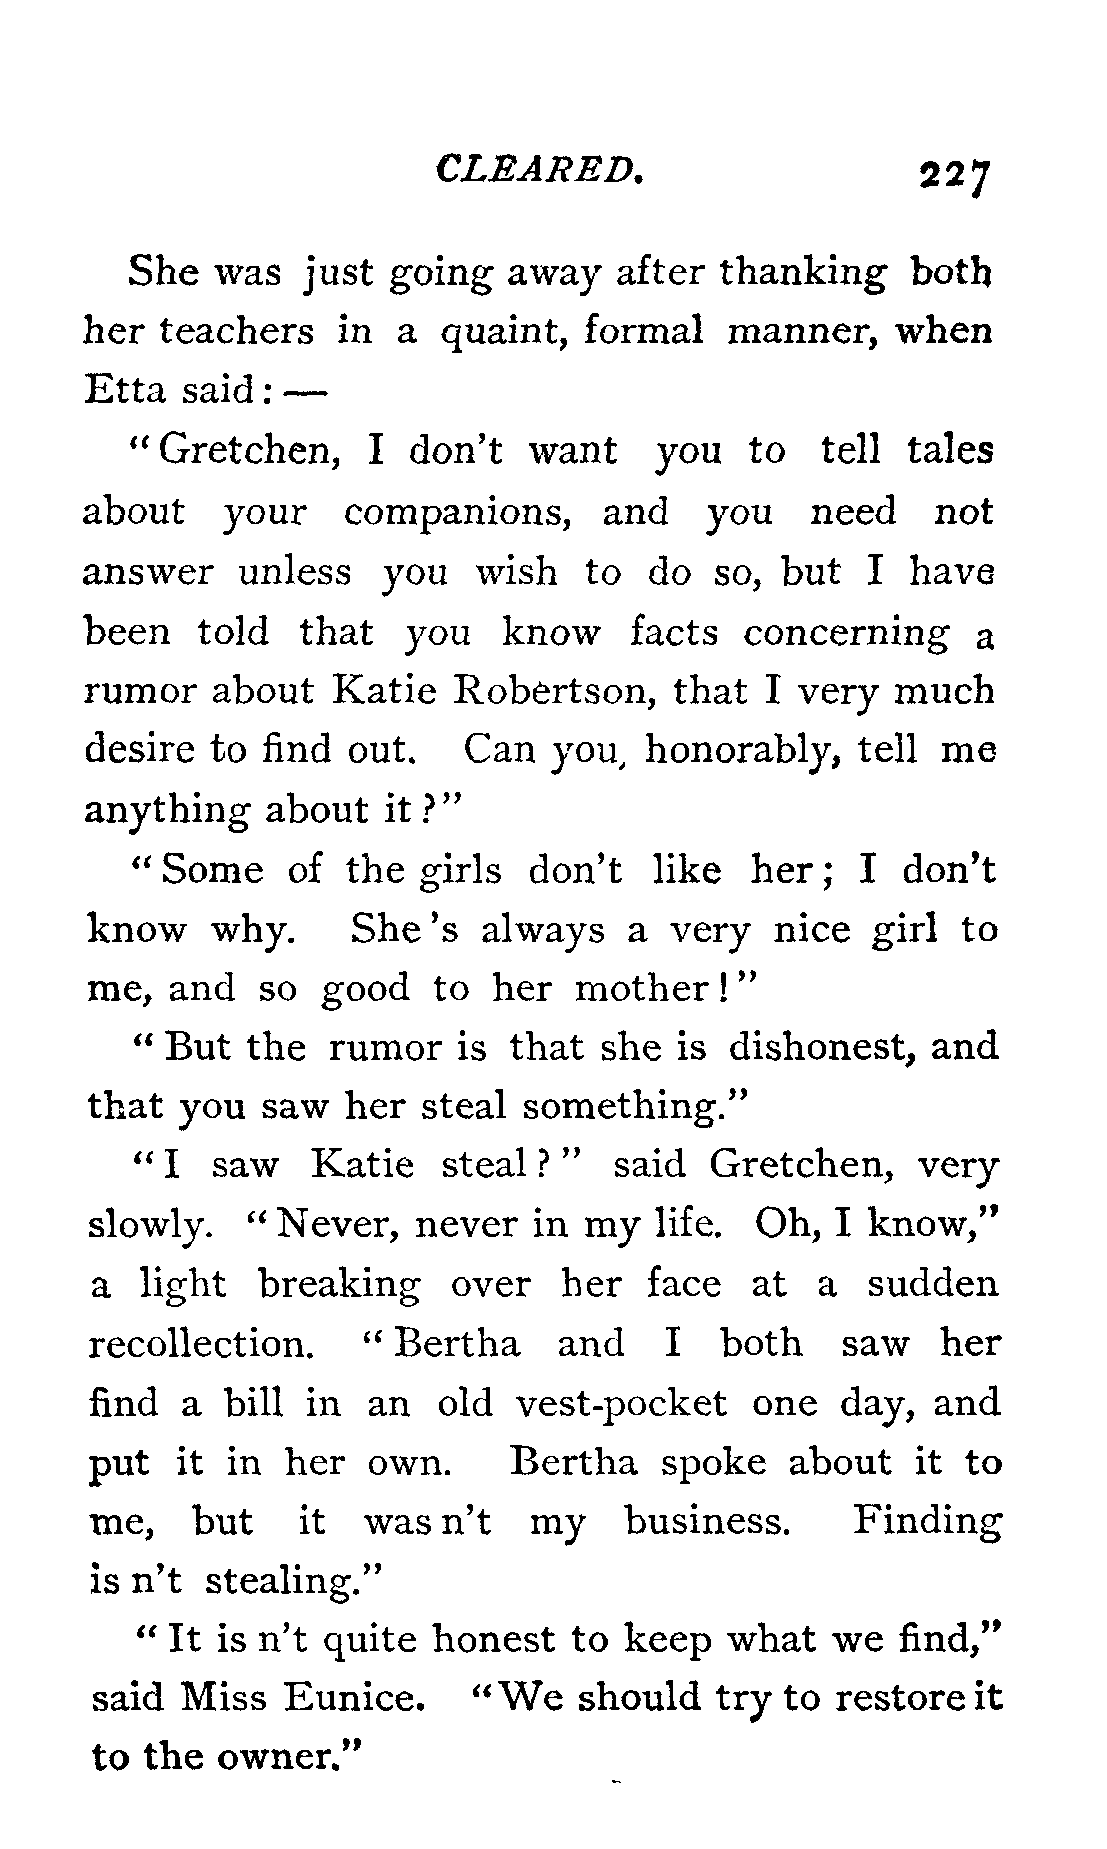 CLEARED. 227
She was just going away after thanking both
her teachers in a quaint, formal manner, when
Etta said: —
"Gretchen, I don't want you to tell tales
about your companions, and you need not
answer unless you wish to do so, but I have
been told that you know facts concerning a
rumor about Katie Robertson, that I very much
desire to find out. Can you, honorably, tell me
anything about it?"
"Some of the girls don't like her; I don't
know why. She 's always a very nice girl to
me, and so good to her mother!"
"But the rumor is that she is dishonest, and
that you saw her steal something."
"I saw Katie steal?" said Gretchen, very
slowly. "Never, never in my life. Oh, I know,"
a light breaking over her face at a sudden
recollection. "Bertha and I both saw her
find a bill in an old vest-pocket one day, and
put it in her own. Bertha spoke about it to
me, but it was n't my business. Finding
is n't stealing."
"It is n't quite honest to keep what we find,"
said Miss Eunice. "We should try to restore it
to the owner."